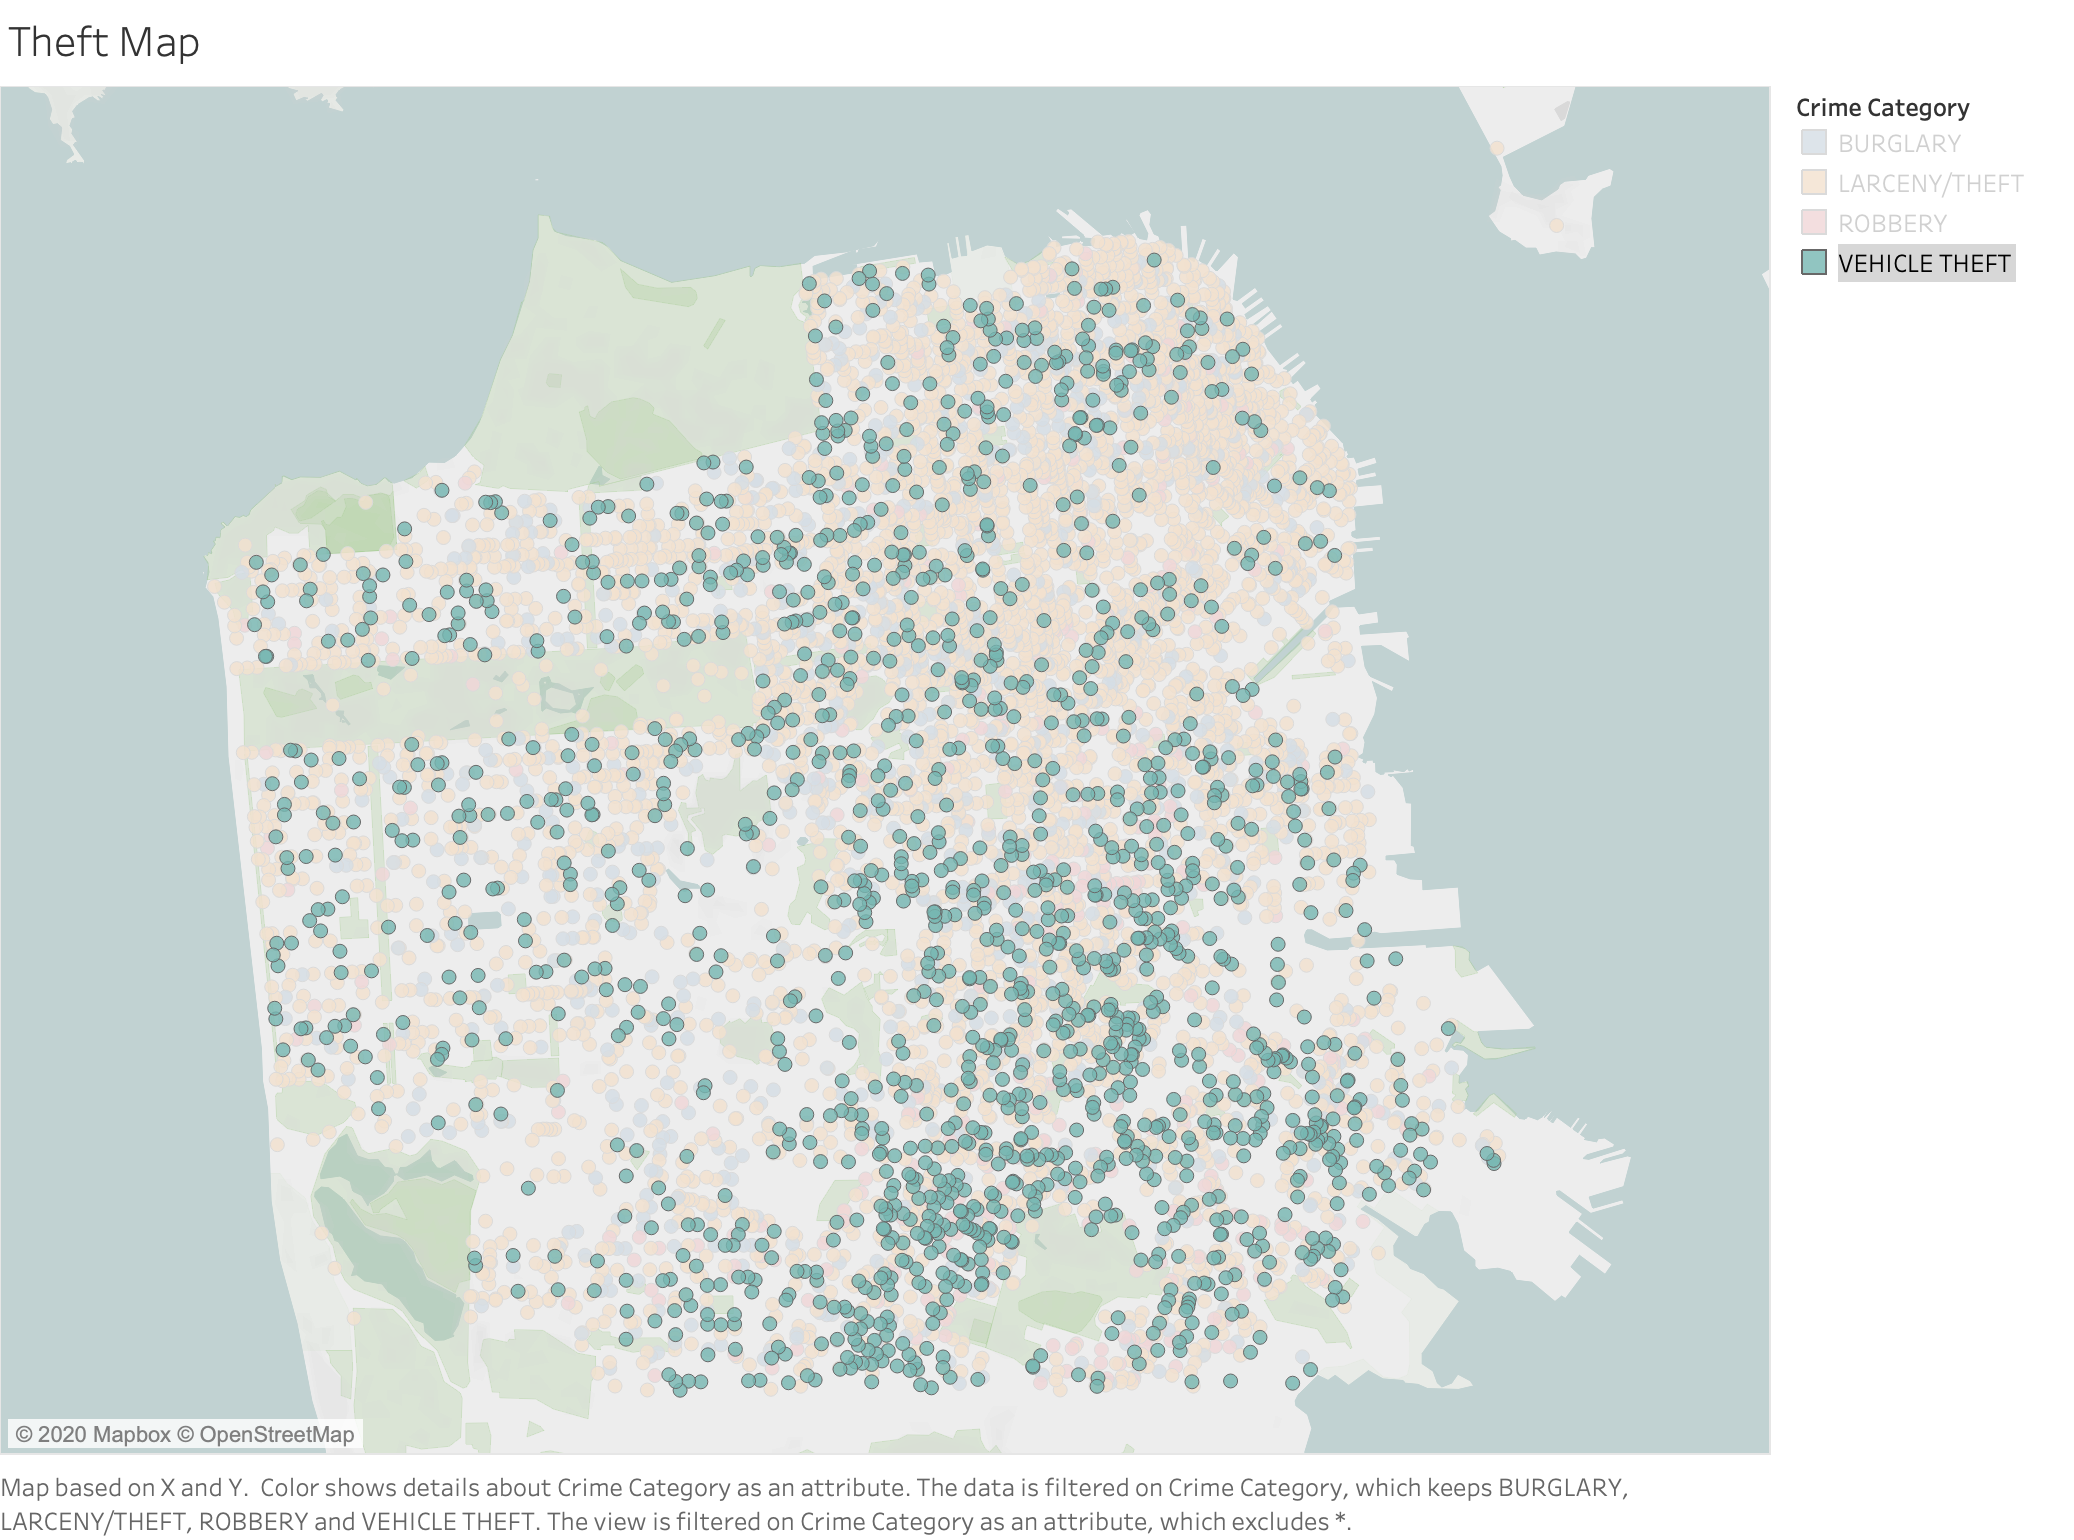 Theft Map
Crime Category
BURGLARY
LARCENY/THEFT
ROBBERY
VEHICLE THEFT
© 2020 Mapbox © OpenStreetMap
Map based on X and Y.  Color shows details about Crime Category as an attribute. The data is filtered on Crime Category, which keeps BURGLARY,
LARCENY/THEFT, ROBBERY and VEHICLE THEFT. The view is filtered on Crime Category as an attribute, which excludes *.